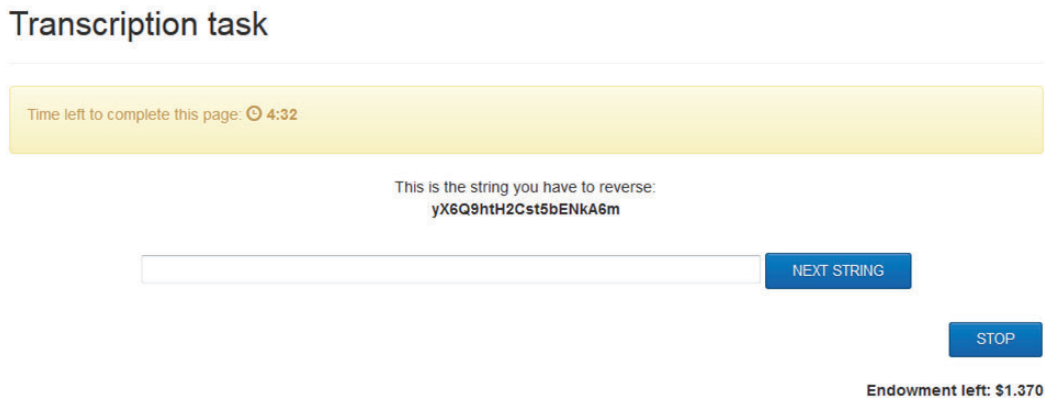 Transcription task
Time left to complete this page: 4:32
This is the string you have to reverse:
yX6Q9htH2Cst5bENkA6m
NEXT STRING
STOP
Endowment left: $1.370